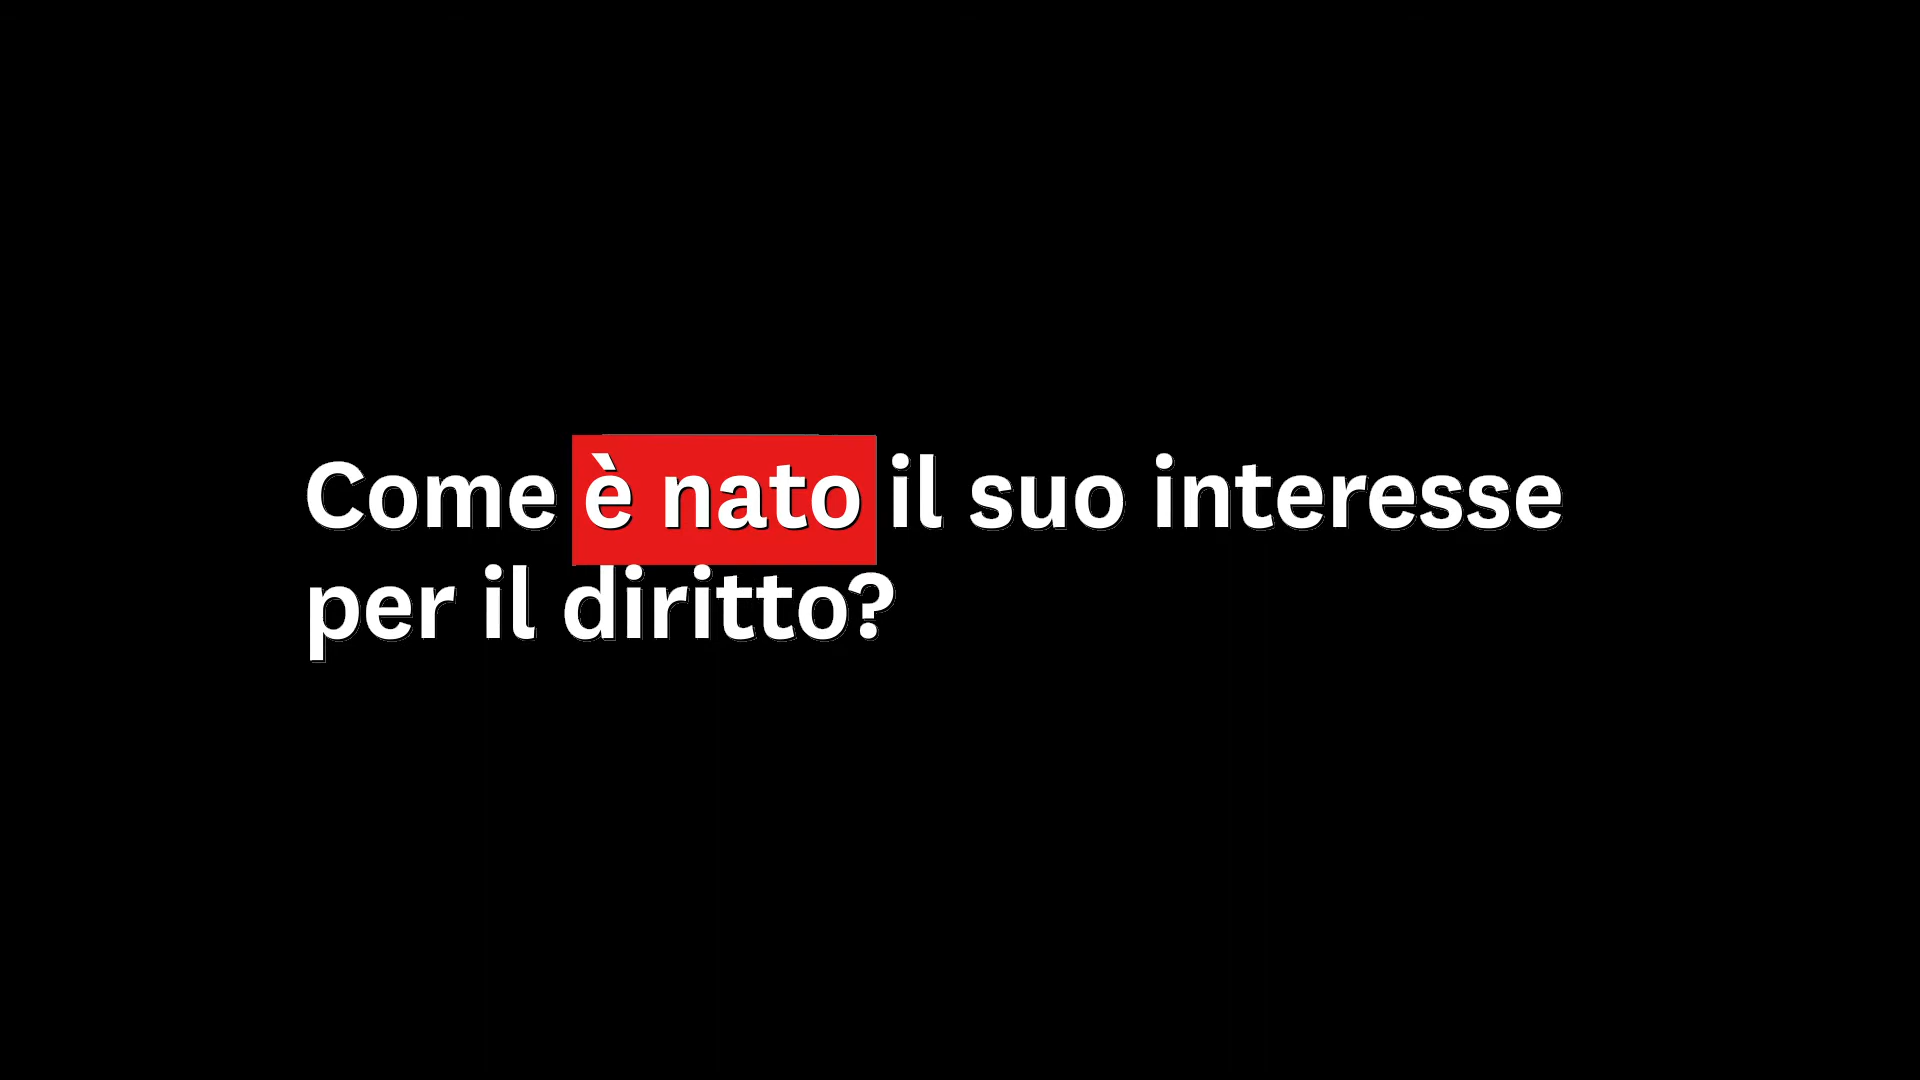 Come è nato il suo interesse
per il diritto?